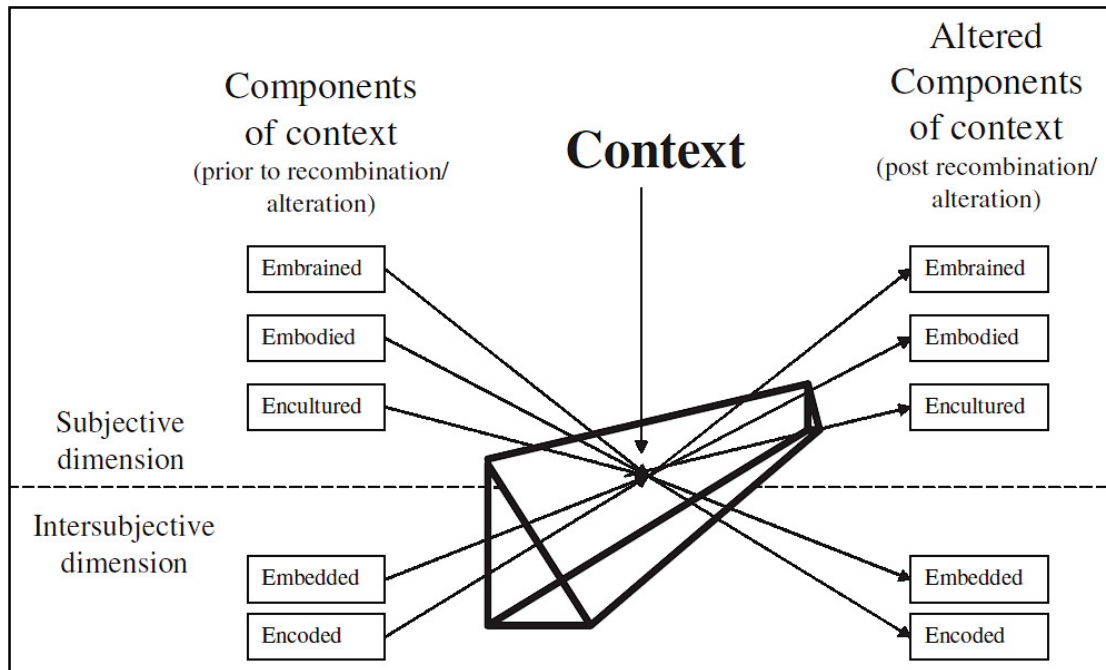 Components
of context
(prior to recombination/
alteration)
Context
Altered
Components
of context
(post recombination/
alteration)
Embrained
Embodied
Encultured
Subjective
dimension
Intersubjective
dimension
Embedded
Encoded
Embrained
Embodied
Encultured
Embedded
Encoded